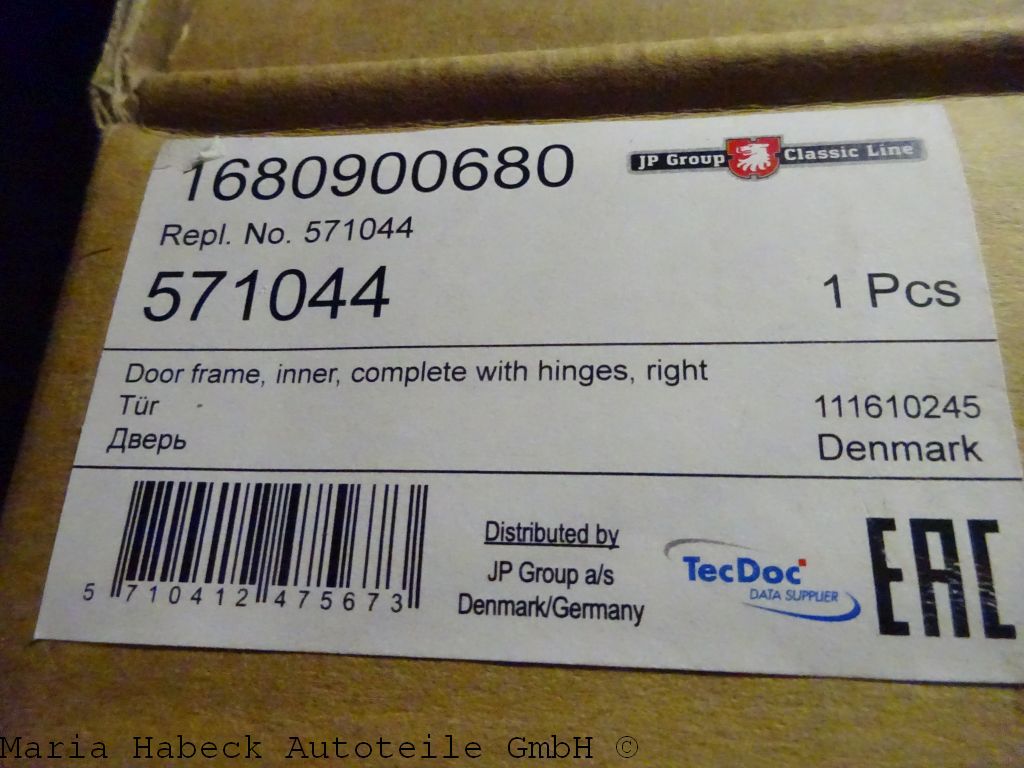 1680900680
JP Group Classic Line
Repl. No. 571044
571044
1 Pcs
Door frame, inner, complete with hinges, right
Tür
111610245
Дверь
Denmark
5 710412 475673
Distributed by
JP Group a/s
Denmark/Germany
TecDoc
DATA SUPPLIER
EAC
Maria Habeck Autoteile GmbH ©